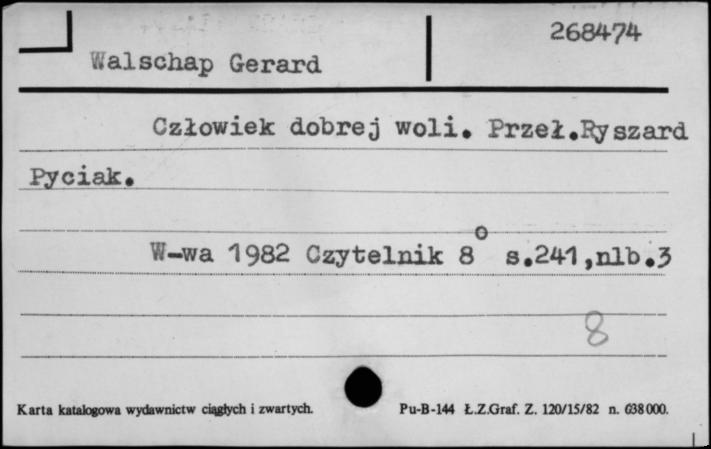 268474
Walschap Gerard
Człowiek dobrej woli. Przeł.Ryszard
Pyciak.
W-wa 1982 Czytelnik 8° s.241,nlb.3
8
Karta katalogowa wydawnictw ciągłych i zwartych. Pu-B-144 Ł.Z.Graf. Z. 120/15/82 n. 638000.